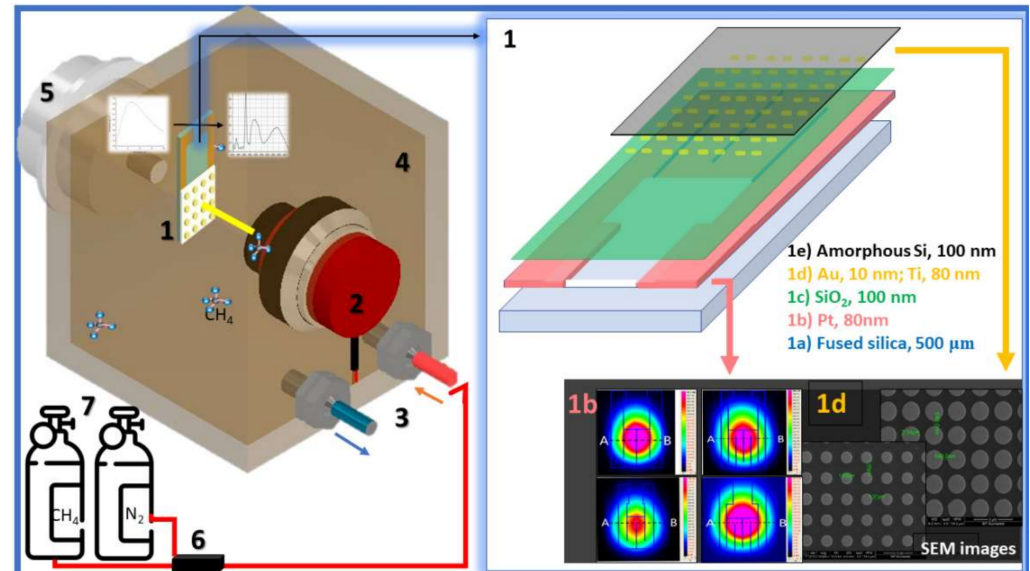 5
4
1
2
CH₄
3
7
CH₄
N₂
6
1
1e) Amorphous Si, 100 nm
1d) Au, 10 nm; Ti, 80 nm
1c) SiO₂, 100 nm
1b) Pt, 80nm
1a) Fused silica, 500 µm
1b
A B
A B
A B
A B
1d
SEM images